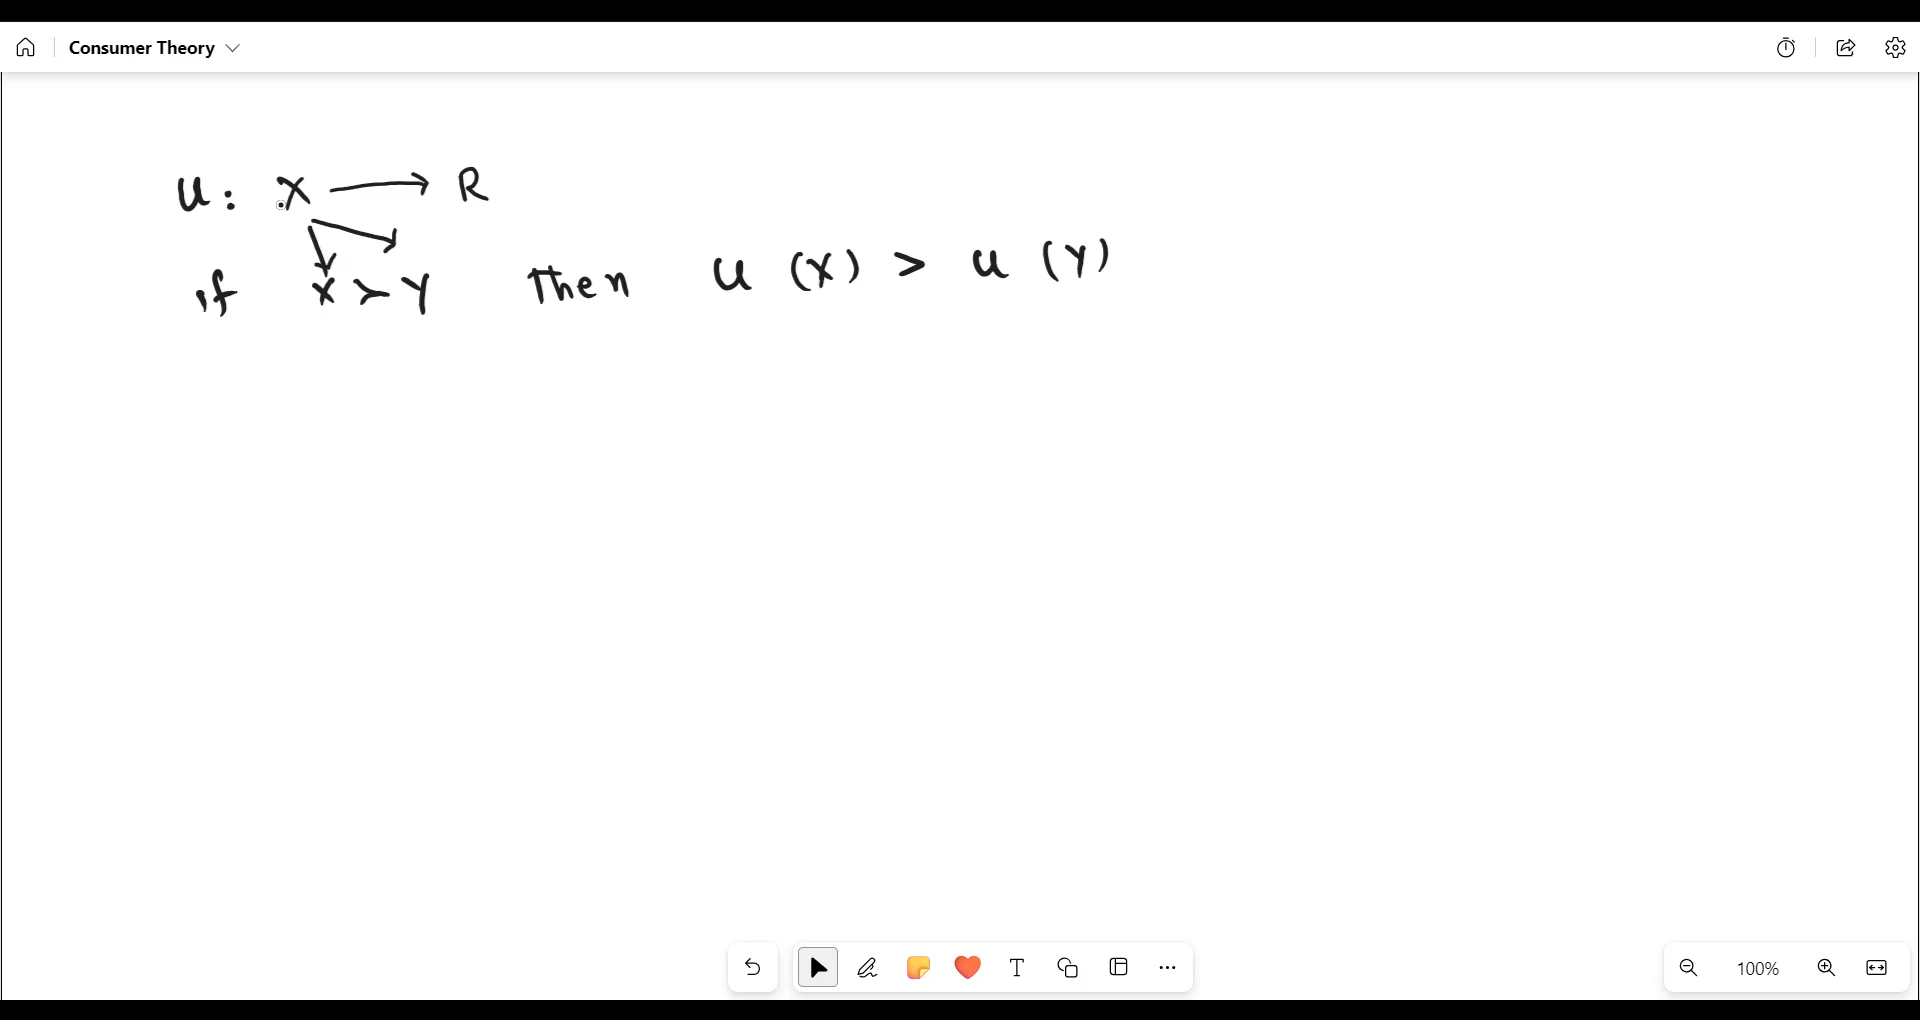 Consumer Theory
u: X → R
if x ≻ y then u (x) > u (y)
T
100%